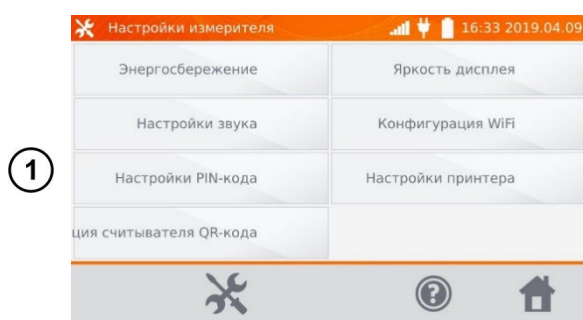 Настройки измерителя 16:33 2019.04.09
Энергосбережение Яркость дисплея
Настройки звука Конфигурация WiFi
1
Настройки PIN-кода Настройки принтера
ция считывателя QR-кода
?